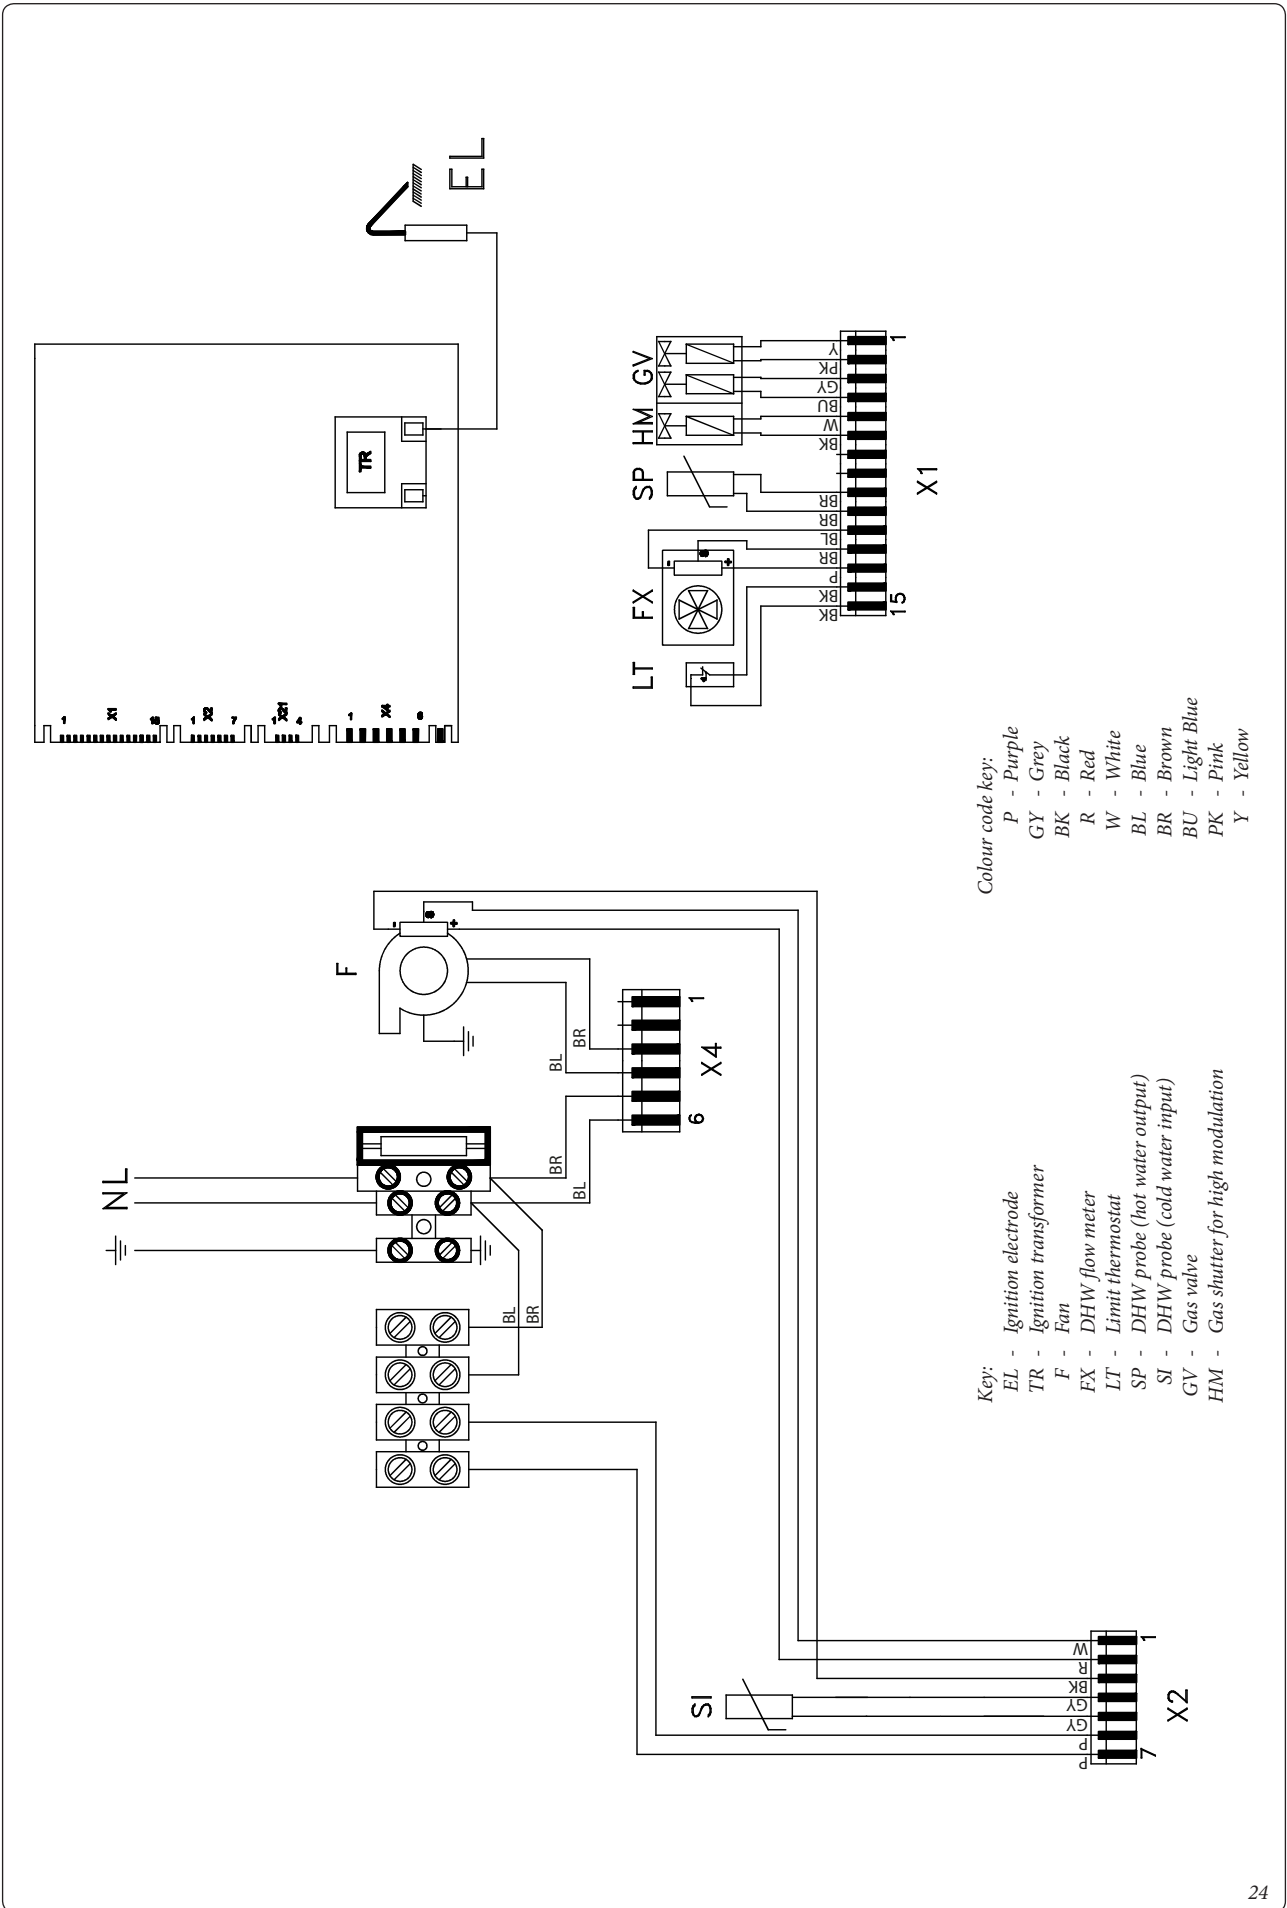 EL
TR
1
X1
15
1
X2
7
1
X21
4
1
X4
6
GV
HM
SP
FX
LT
-
S
+
Y
PK
GY
BU
W
BK
BR
BR
BL
BR
P
BK
BK
1
15
X1
F
-
S
+
BR
BL
1
6
X4
L
N
BR
BL
BL
BR
SI
W
R
BK
GY
GY
P
P
1
7
X2
Key:
EL - Ignition electrode
TR - Ignition transformer
F - Fan
FX - DHW flow meter
LT - Limit thermostat
SP - DHW probe (hot water output)
SI - DHW probe (cold water input)
GV - Gas valve
HM - Gas shutter for high modulation
Colour code key:
P - Purple
GY - Grey
BK - Black
R - Red
W - White
BL - Blue
BR - Brown
BU - Light Blue
PK - Pink
Y - Yellow
24